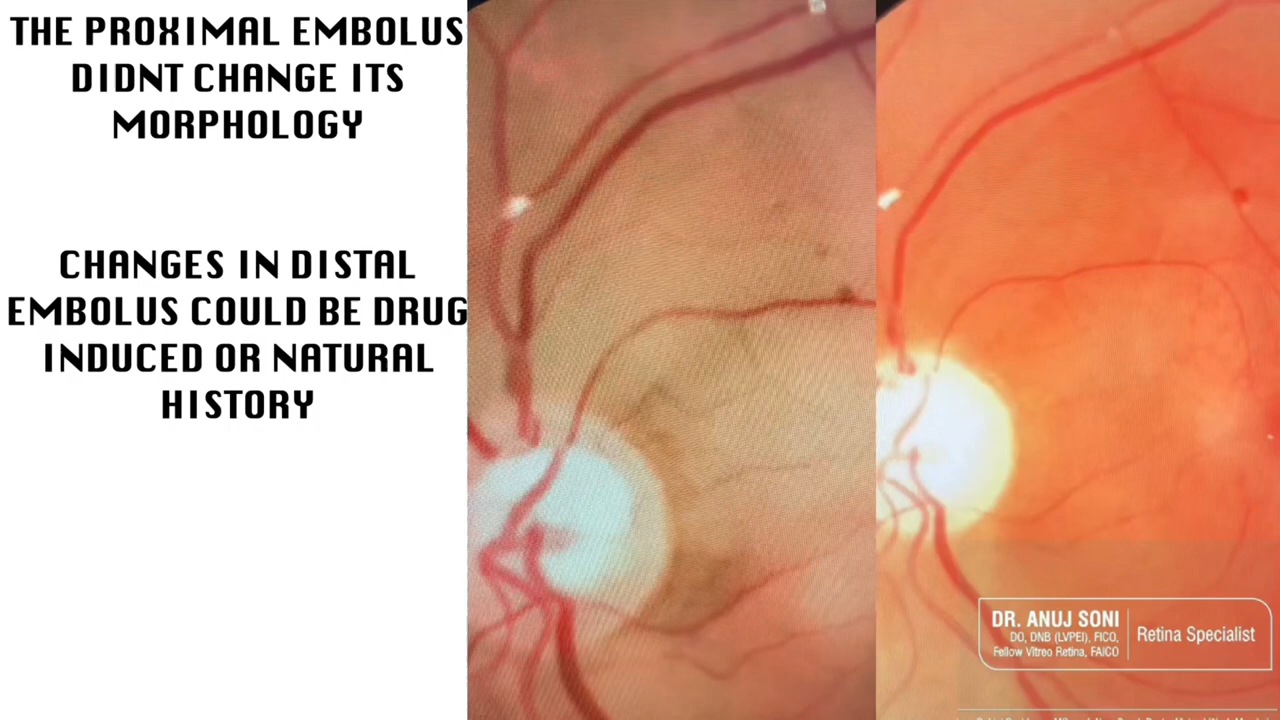 THE PROXIMAL EMBOLUS
DIDNT CHANGE ITS
MORPHOLOGY
CHANGES IN DISTAL
EMBOLUS COULD BE DRUG
INDUCED OR NATURAL
HISTORY
DR. ANUJ SONI
DO, DNB (LVPEI), FICO,
Fellow Vitreo Retina, FAICO
Retina Specialist